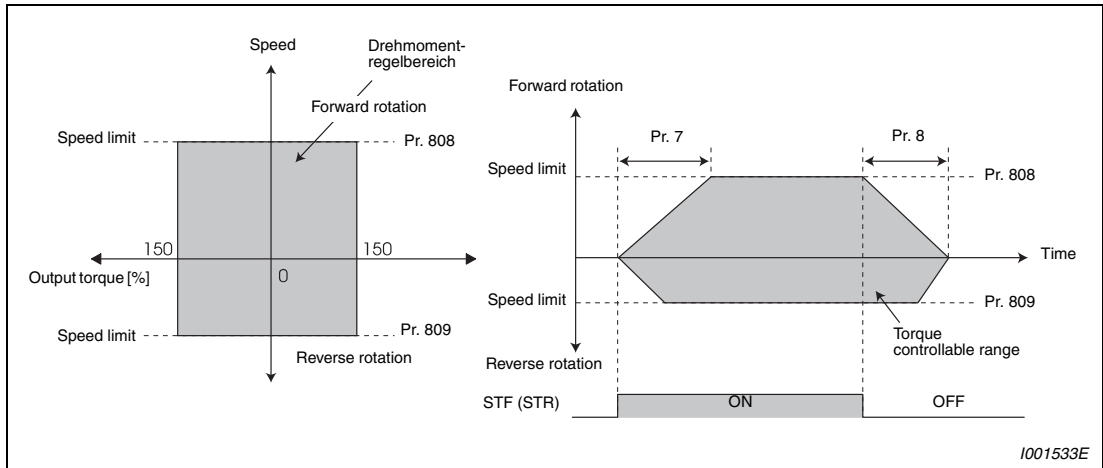 Speed
Drehmoment-
regelbereich
Forward rotation
Speed limit
Pr. 808
150
150
Output torque [%]
0
Speed limit
Pr. 809
Reverse rotation
Forward rotation
Pr. 7
Pr. 8
Speed limit
Pr. 808
Time
Speed limit
Pr. 809
Torque
controllable range
Reverse rotation
STF (STR)
ON
OFF
I001533E